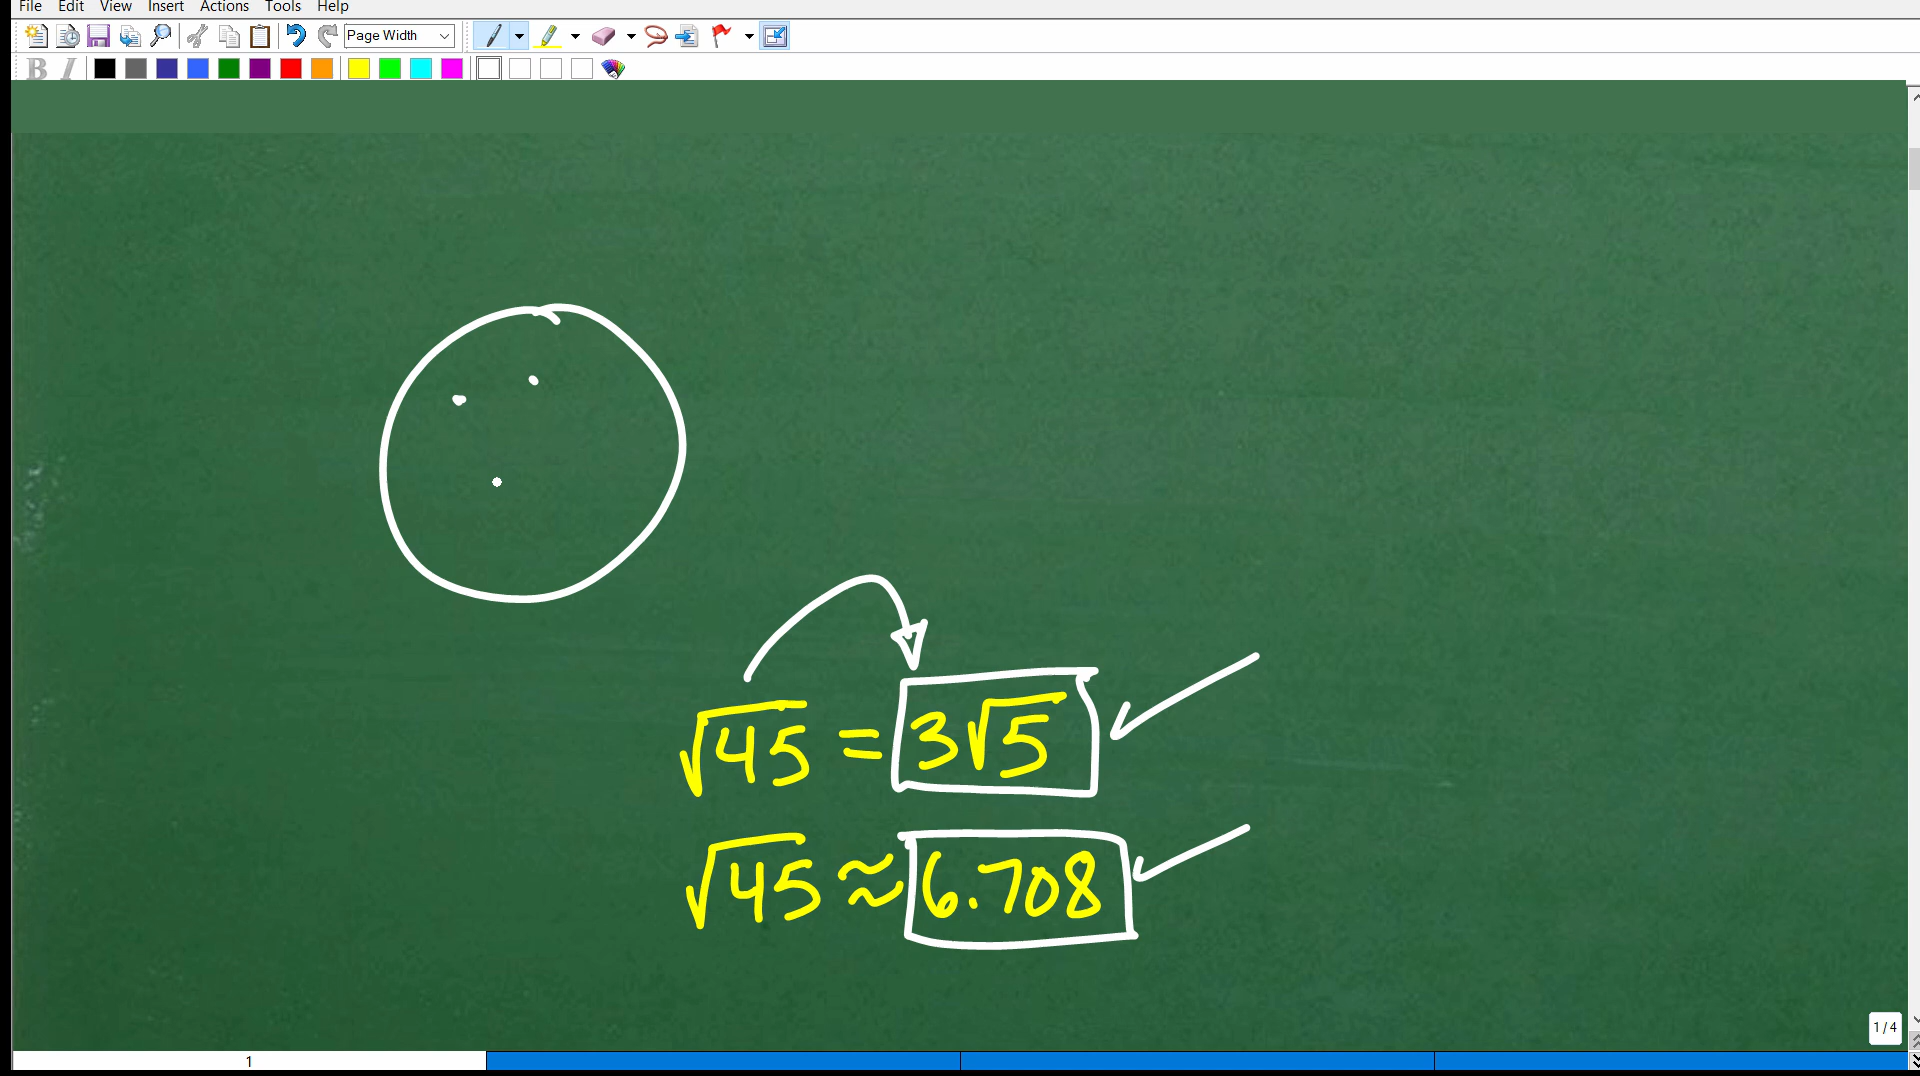 File Edit View Insert Actions Tools Help
Page Width
B I
√45 = 3√5
√45 ≈ 6.708
1 / 4
1